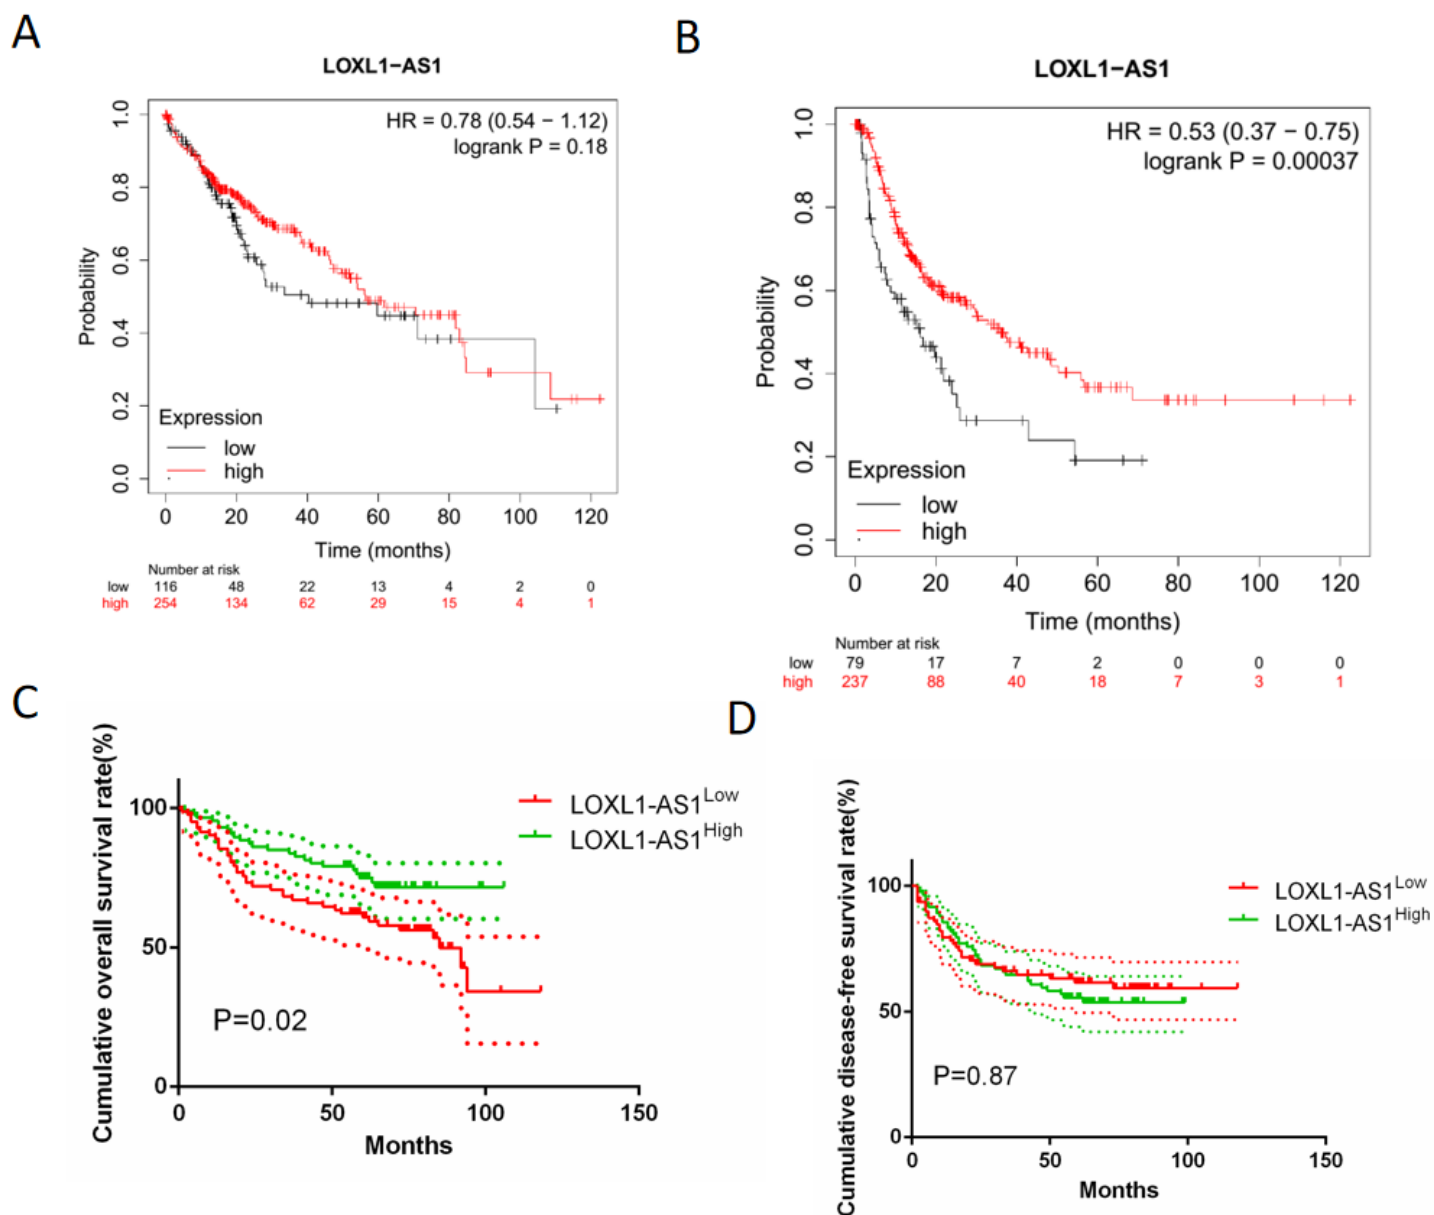 A
LOXL1−AS1
HR = 0.78 (0.54 − 1.12)
logrank P = 0.18
Probability
1.0
0.8
0.6
0.4
0.2
0.0
Expression
low
high
0 20 40 60 80 100 120
Time (months)
Number at risk
low 116 48 22 13 4 2 0
high 254 134 62 29 15 4 1
B
LOXL1−AS1
HR = 0.53 (0.37 − 0.75)
logrank P = 0.00037
Probability
1.0
0.8
0.6
0.4
0.2
0.0
Expression
low
high
0 20 40 60 80 100 120
Time (months)
Number at risk
low 79 17 7 2 0 0 0
high 237 88 40 18 7 3 1
C
Cumulative overall survival rate(%)
100
50
0
LOXL1-AS1Low
LOXL1-AS1High
P=0.02
0 50 100 150
Months
D
Cumulative disease-free survival rate(%)
100
50
0
LOXL1-AS1Low
LOXL1-AS1High
P=0.87
0 50 100 150
Months